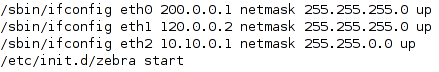 /sbin/ifconfig eth0 200.0.0.1 netmask 255.255.255.0 up
/sbin/ifconfig eth1 120.0.0.2 netmask 255.255.255.0 up
/sbin/ifconfig eth2 10.10.0.1 netmask 255.255.0.0 up
/etc/init.d/zebra start